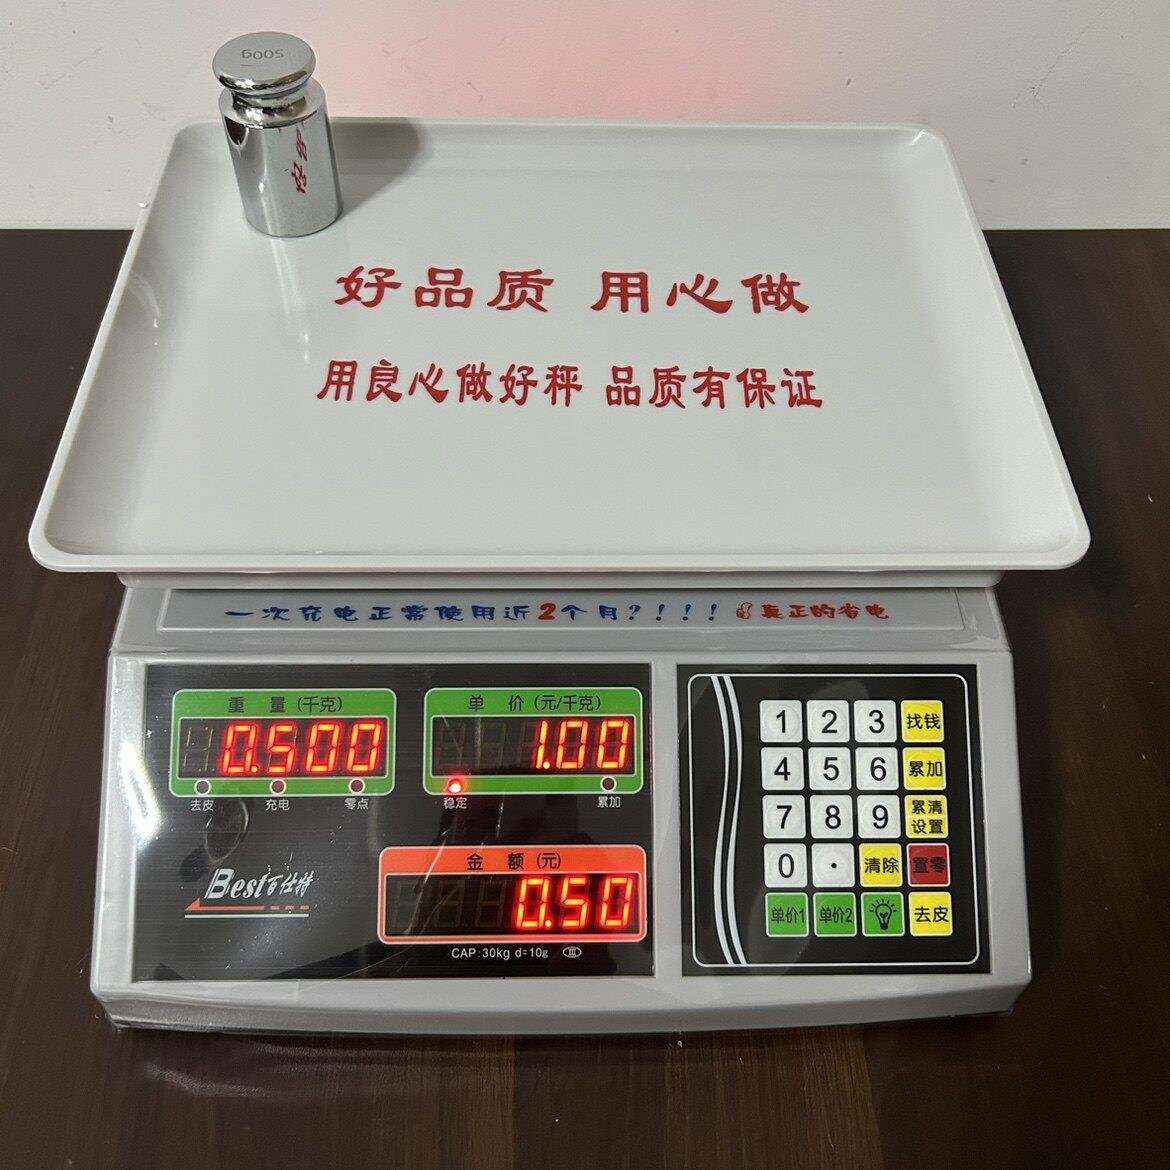 500g
好品质 用心做
用良心做好秤 品质有保证
一次充电正常使用近2个月?!!! 真正的省电
重量(千克)
0.500
去皮 充电 零点
单价(元/千克)
1.00
稳定 累加
金额(元)
0.50
Best百仕特
CAP:30kg d=10g III
1 2 3 找钱
4 5 6 累加
7 8 9 累清设置
0 · 清除 置零
单价1 单价2 去皮